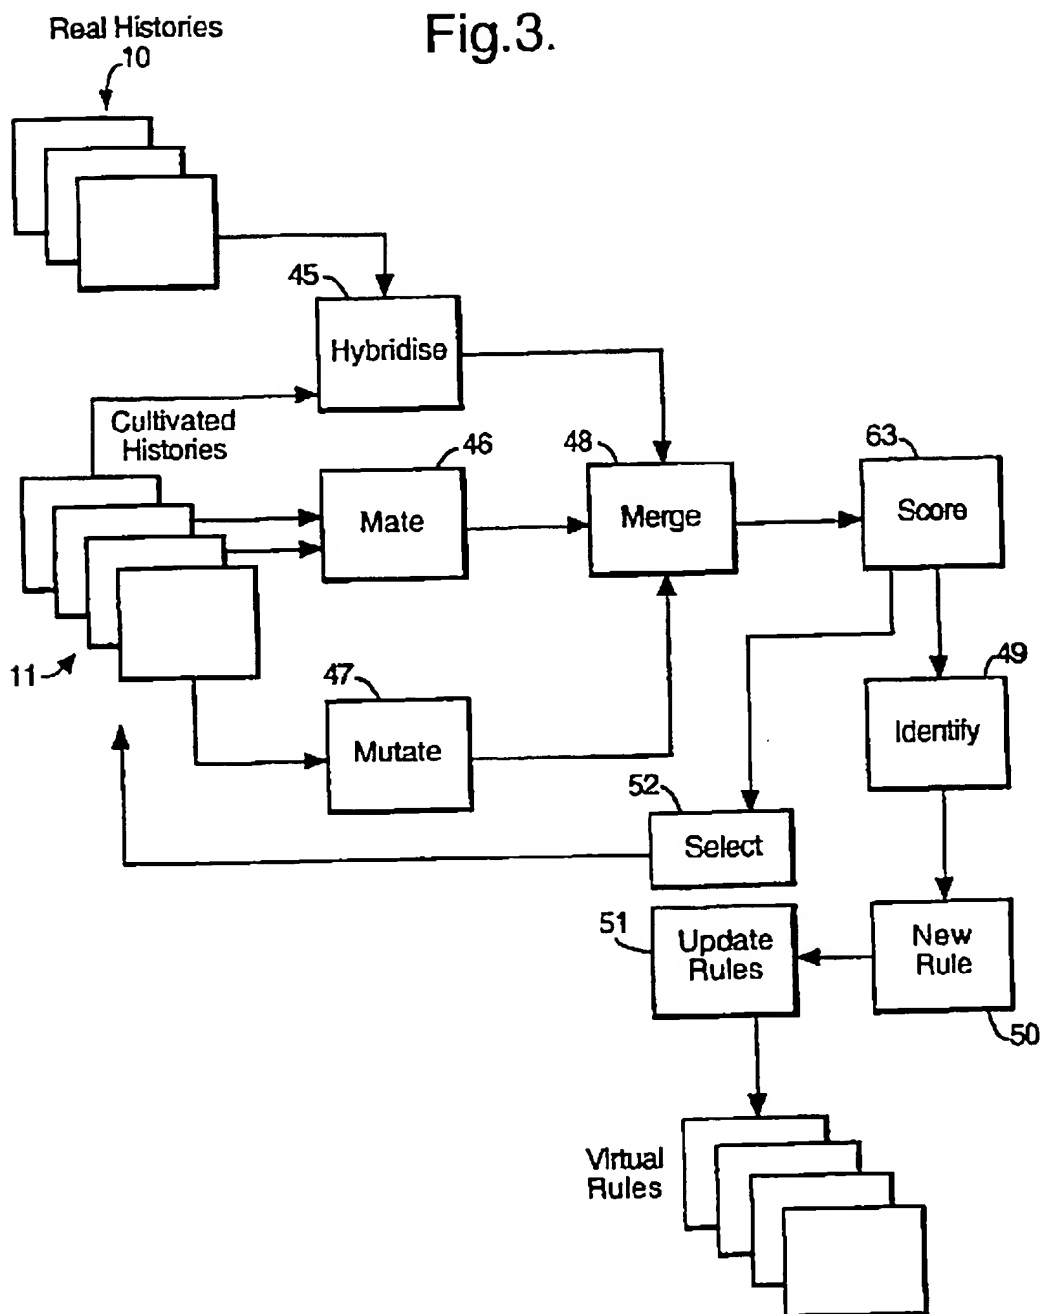 Fig.3.
Real Histories
10
45
Hybridise
Cultivated
Histories
46
Mate
48
Merge
63
Score
11
47
Mutate
49
Identify
52
Select
51
Update
Rules
New
Rule
50
Virtual
Rules